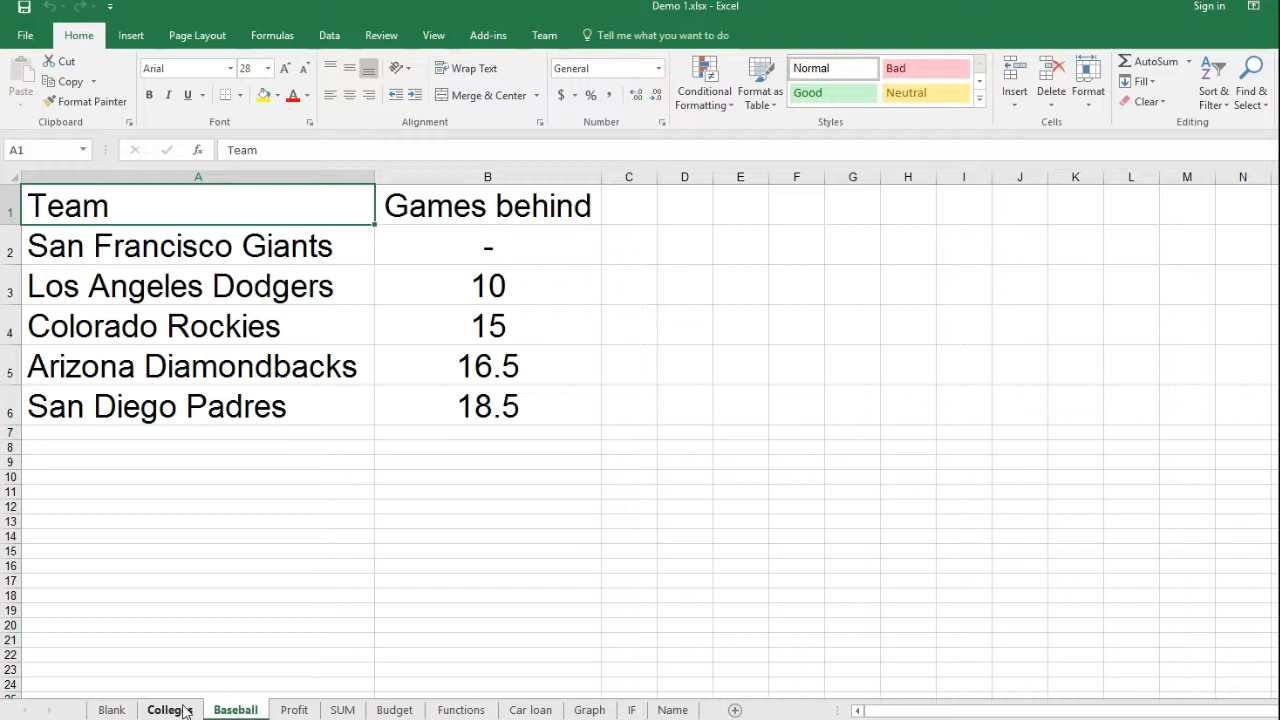 Demo 1.xlsx - Excel
Sign in
File Home Insert Page Layout Formulas Data Review View Add-ins Team Tell me what you want to do
Paste
Cut
Copy
Format Painter
Clipboard
Arial 28
A A
B I U A
Font
Wrap Text
Merge & Center
Alignment
General
$ % ,
Number
Conditional Formatting
Format as Table
Normal Bad
Good Neutral
Styles
Insert Delete Format
Cells
AutoSum
Fill
Clear
Sort & Filter
Find & Select
Editing
A1 fx Team
A B C D E F G H I J K L M N
1 Team Games behind
2 San Francisco Giants -
3 Los Angeles Dodgers 10
4 Colorado Rockies 15
5 Arizona Diamondbacks 16.5
6 San Diego Padres 18.5
7
8
9
10
11
12
13
14
15
16
17
18
19
20
21
22
23
24
Blank Baseball Profit SUM Budget Functions Car loan Graph IF Name